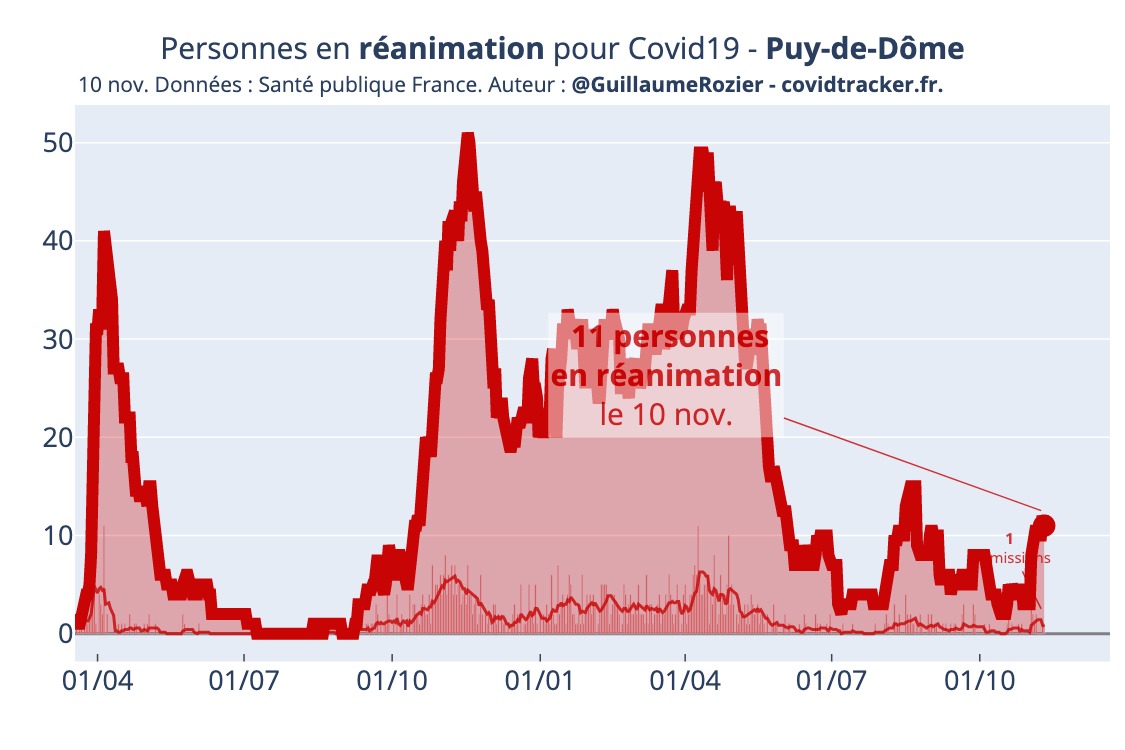 Personnes en réanimation pour Covid19 - Puy-de-Dôme
10 nov. Données : Santé publique France. Auteur : @GuillaumeRozier - covidtracker.fr.
50
40
30
20
10
0
11 personnes
en réanimation
le 10 nov.
1
01/04
01/07
01/10
01/01
01/04
01/07
01/10